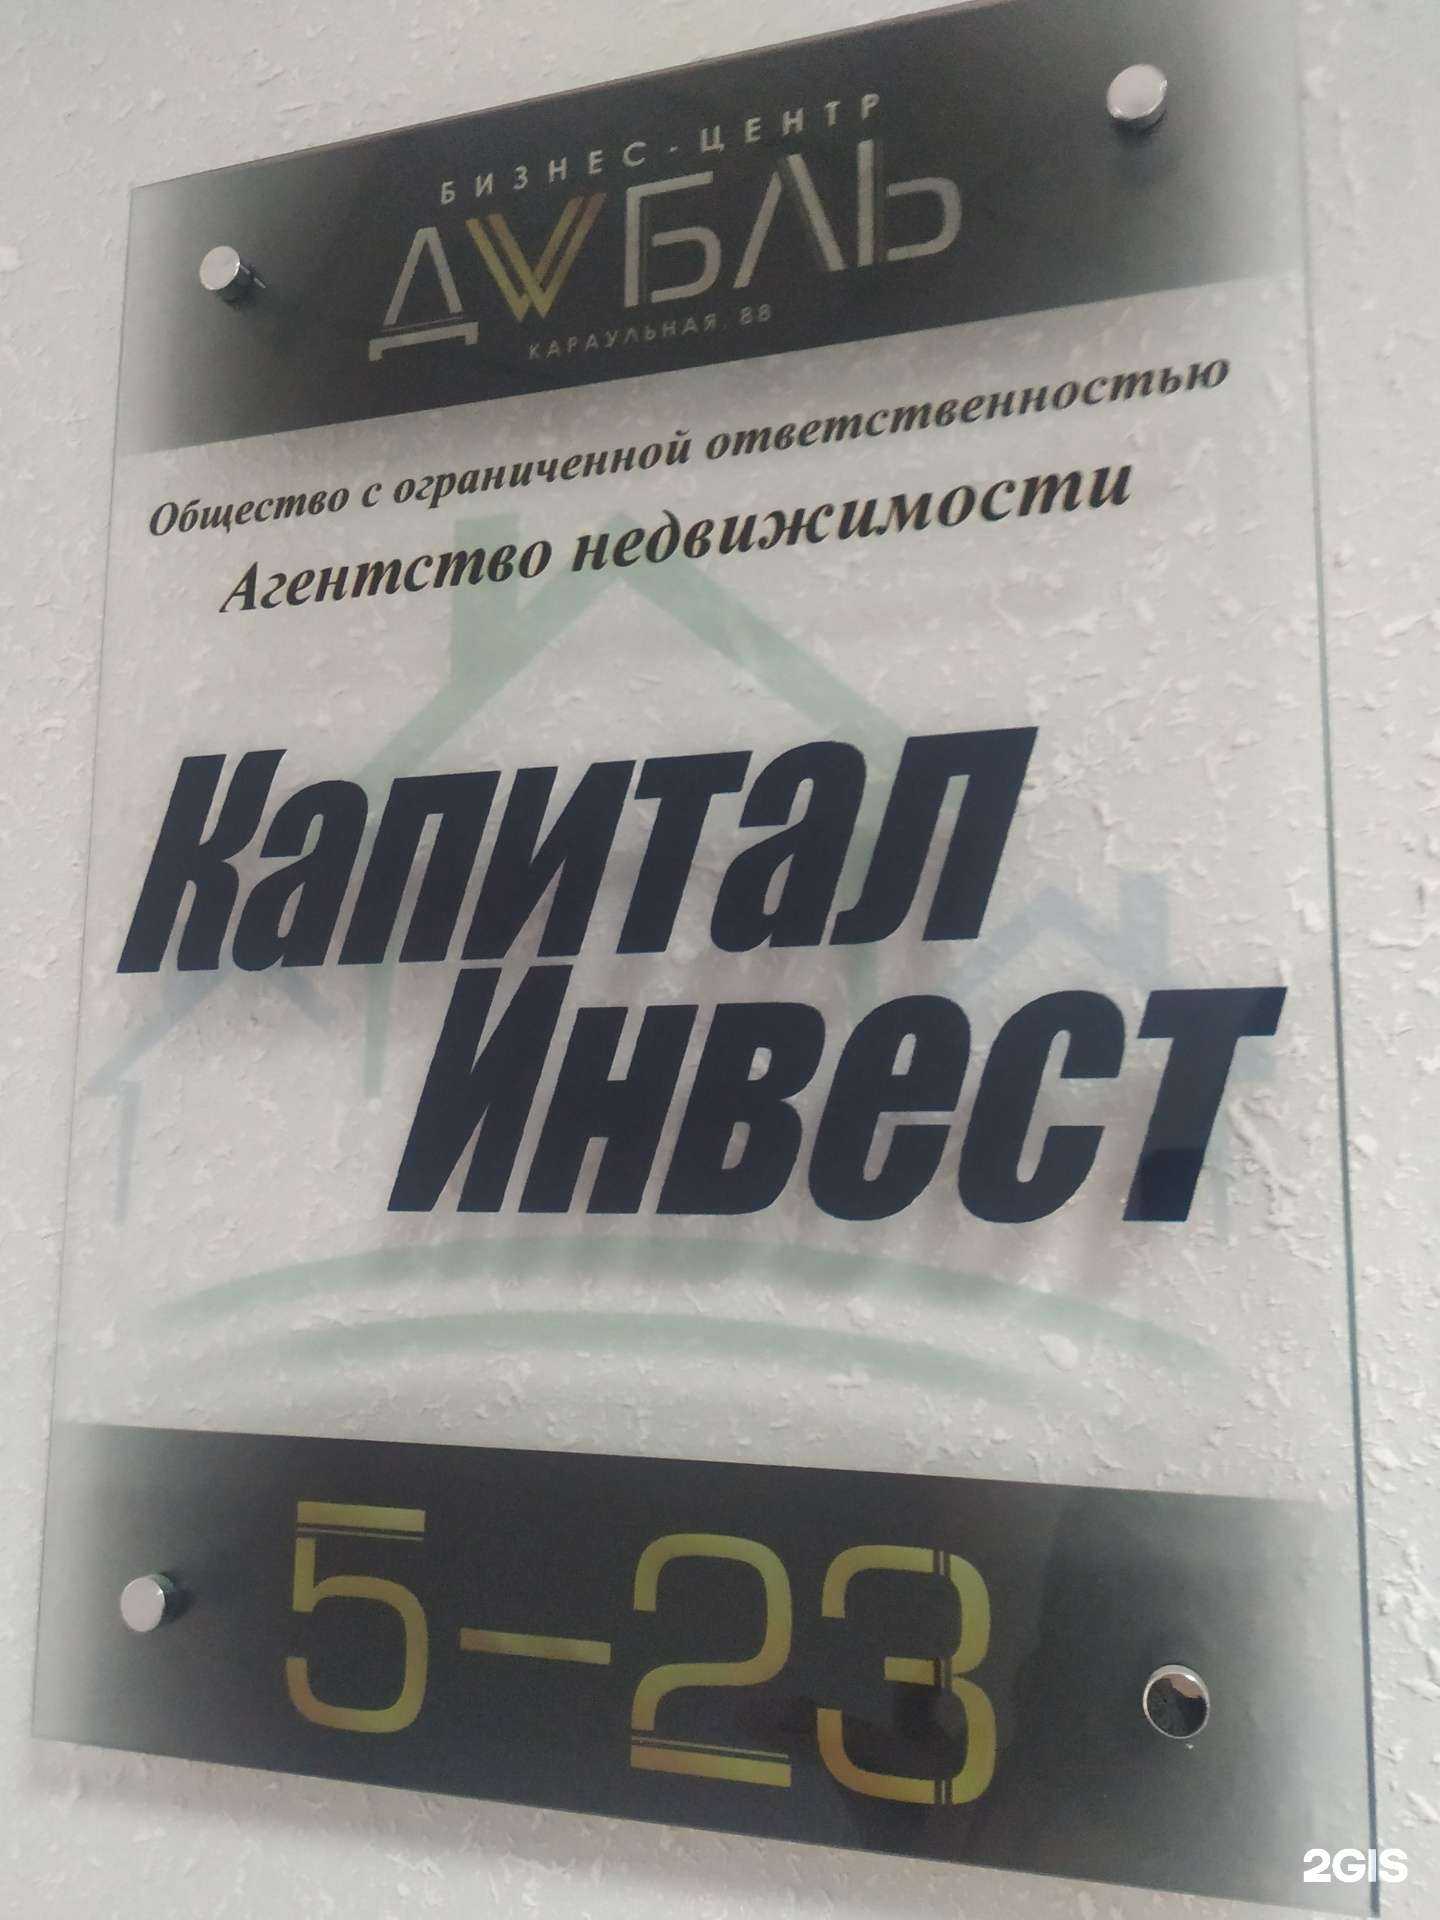 БИЗНЕС-ЦЕНТР
ДУБЛЬ
КАРАУЛЬНАЯ, 88
Общество с ограниченной ответственностью
Агентство недвижимости
Капитал
Инвест
5-23
2GIS